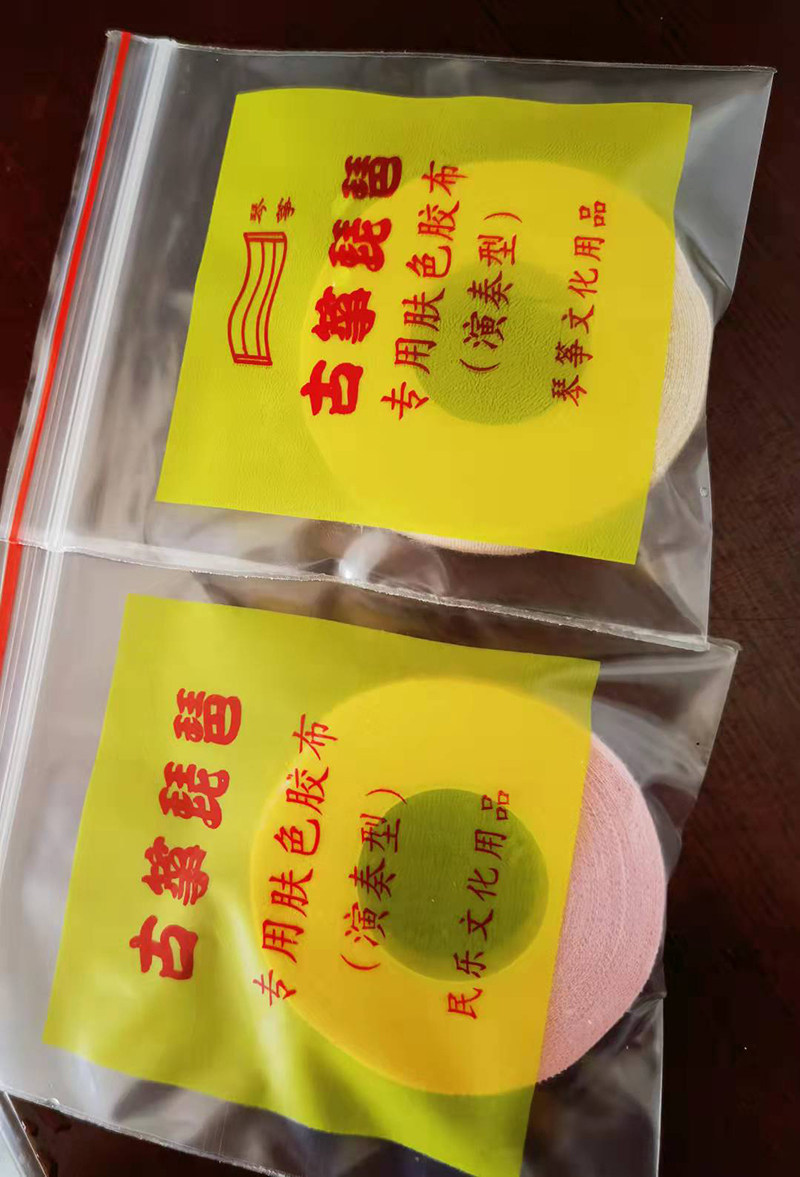 琴筝
古筝琵琶
专用肤色胶布
（演奏型）
琴筝文化用品
古筝琵琶
专用肤色胶布
（演奏型）
民乐文化用品